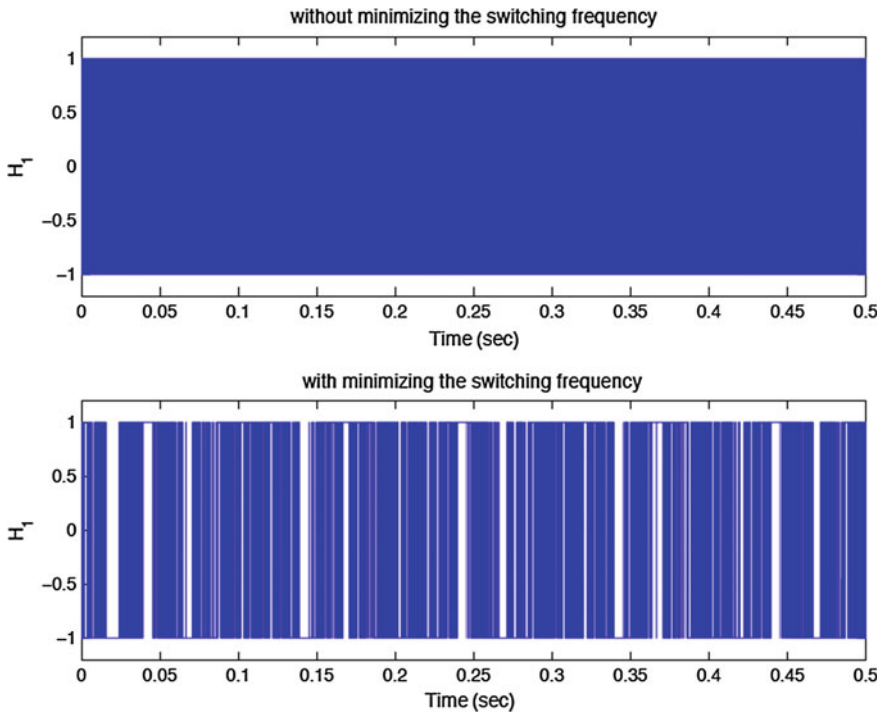 without minimizing the switching frequency
1
0.5
0
−0.5
−1
H1
0 0.05 0.1 0.15 0.2 0.25 0.3 0.35 0.4 0.45 0.5
Time (sec)
with minimizing the switching frequency
1
0.5
0
−0.5
−1
H1
0 0.05 0.1 0.15 0.2 0.25 0.3 0.35 0.4 0.45 0.5
Time (sec)